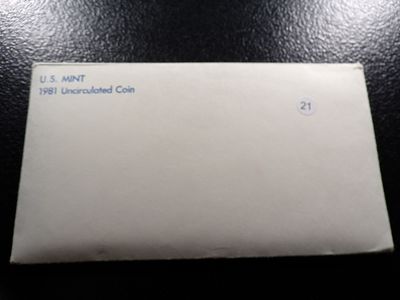 U.S. MINT
1981 Uncirculated Coin
21